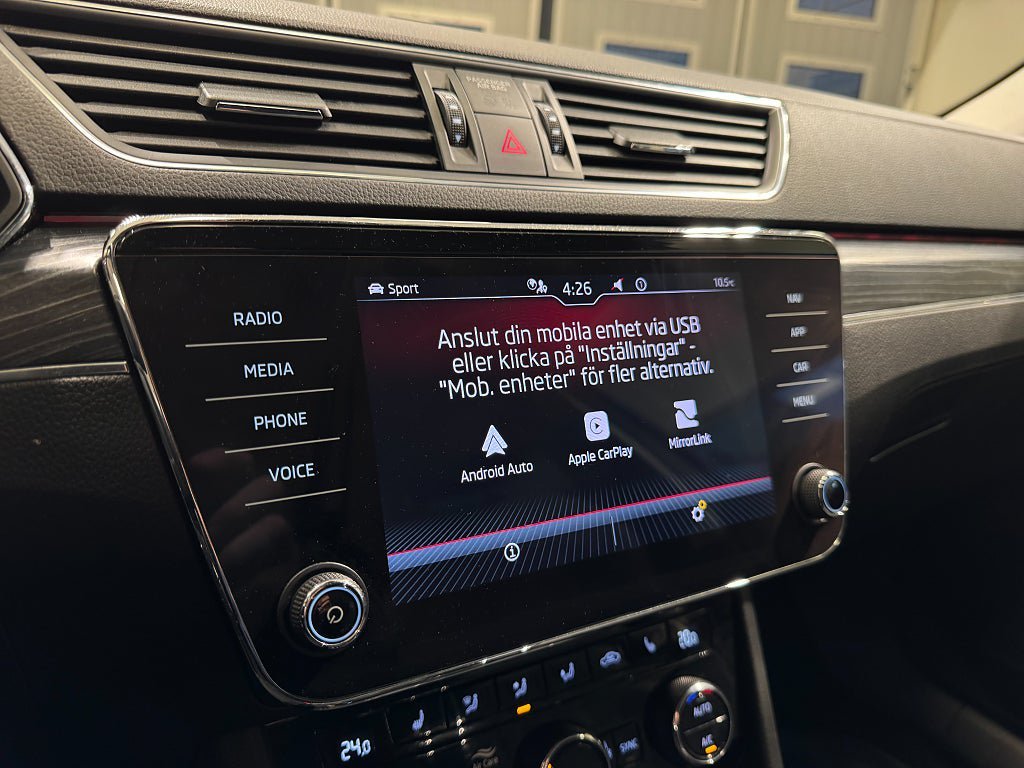 PASSENGER
AIR BAG
Sport
4:26
10.5°C
RADIO
MEDIA
PHONE
VOICE
Anslut din mobila enhet via USB
eller klicka på "Inställningar" -
"Mob. enheter" för fler alternativ.
Android Auto
Apple CarPlay
MirrorLink
NAV
APP
CAR
MENU
24.0
Air Care
SYNC
AUTO
A/C